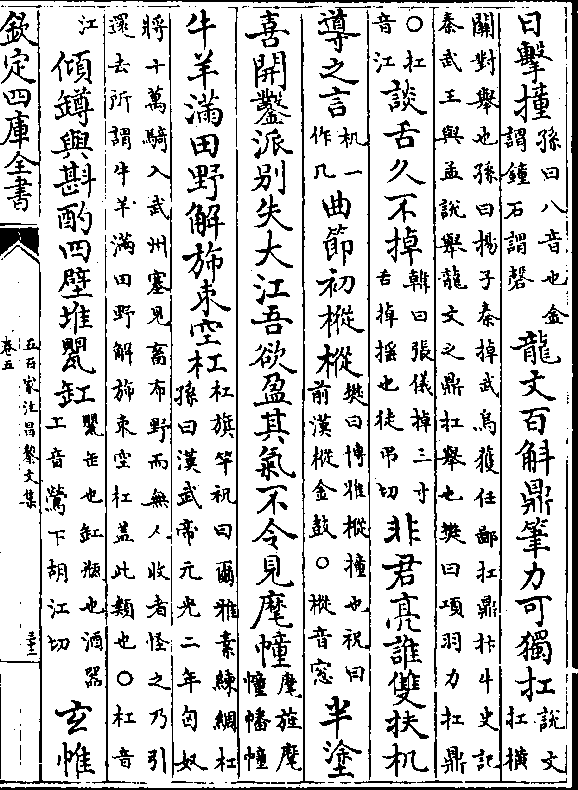 日擊撞孫曰八音也金謂鐘石謂磬龍文百斛鼎筆力可獨扛說文扛橫
關對舉也孫曰揚子秦掉武烏獲任鄙扛鼎抃牛史記
秦武王與孟說舉龍文之鼎扛舉也樊曰項羽力扛鼎
○扛音江談舌久不掉韓曰張儀掉三寸舌掉搖也徒弔切非君亮誰雙扶机
導之言机一作几曲節初樅樅樊曰博雅樅撞也祝曰前漢樅金鼓○樅音窓半塗
喜開鑿派别失大江吾欲盈其氣不令見麾幢麾旌麾幢幡幢
牛羊滿田野解斾束空杠杠旗竿祝曰爾雅素練綢杠孫曰漢武帝元光二年匈奴
將十萬騎入武州塞見畜布野而無人收者怪之乃引
還去所謂牛羊滿田野解斾束空杠蓋此類也○杠音
江傾鐏與斟酌四壁堆甖缸甖缶也缸瓶也酒器工音鶯下胡江切玄帷
欽定四庫全書
五百家注昌黎文集
卷五